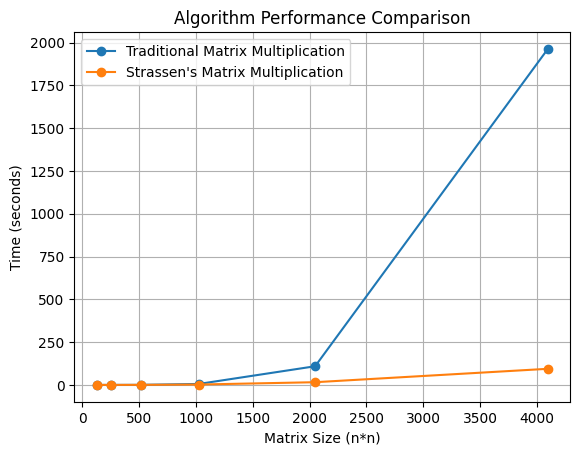 Algorithm Performance Comparison
Traditional Matrix Multiplication
Strassen's Matrix Multiplication
2000
1750
1500
1250
1000
750
500
250
0
Time (seconds)
0 500 1000 1500 2000 2500 3000 3500 4000
Matrix Size (n*n)